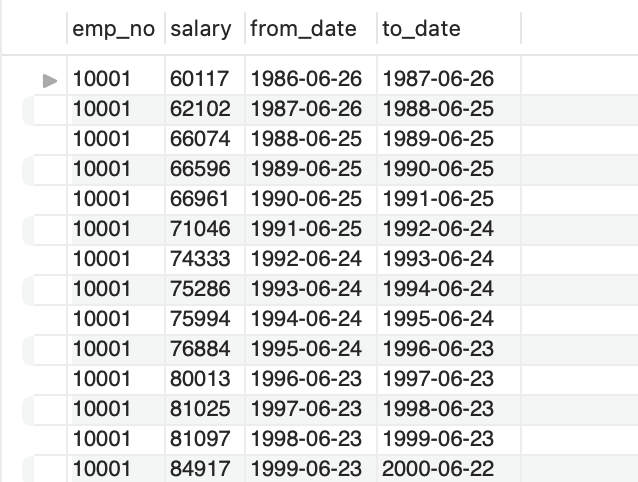 emp_no salary from_date to_date
10001 60117 1986-06-26 1987-06-26
10001 62102 1987-06-26 1988-06-25
10001 66074 1988-06-25 1989-06-25
10001 66596 1989-06-25 1990-06-25
10001 66961 1990-06-25 1991-06-25
10001 71046 1991-06-25 1992-06-24
10001 74333 1992-06-24 1993-06-24
10001 75286 1993-06-24 1994-06-24
10001 75994 1994-06-24 1995-06-24
10001 76884 1995-06-24 1996-06-23
10001 80013 1996-06-23 1997-06-23
10001 81025 1997-06-23 1998-06-23
10001 81097 1998-06-23 1999-06-23
10001 84917 1999-06-23 2000-06-22